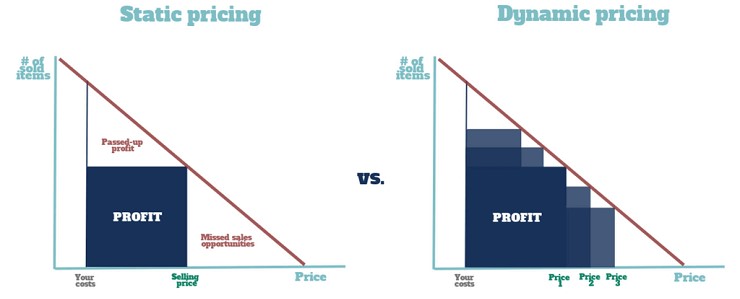 Static pricing
# of
sold
items
Passed-up
profit
PROFIT
Missed sales
opportunities
Your
costs
Selling
price
Price
vs.
Dynamic pricing
# of
sold
items
PROFIT
Your
costs
Price
1
Price
2
Price
3
Price